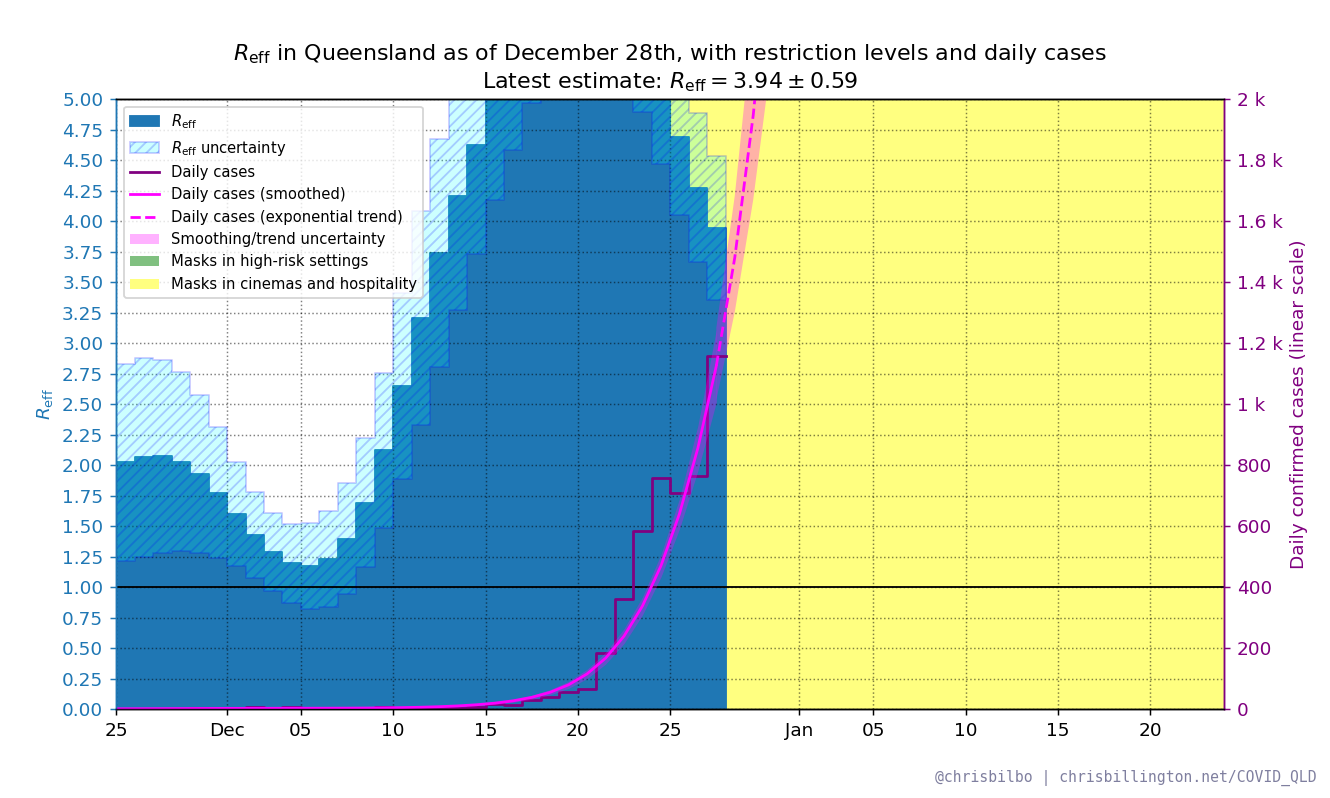 R_eff in Queensland as of December 28th, with restriction levels and daily cases
Latest estimate: R_eff = 3.94 ± 0.59
5.00
4.75
4.50
4.25
4.00
3.75
3.50
3.25
3.00
2.75
2.50
2.25
2.00
1.75
1.50
1.25
1.00
0.75
0.50
0.25
0.00
R_eff
R_eff
R_eff uncertainty
Daily cases
Daily cases (smoothed)
Daily cases (exponential trend)
Smoothing/trend uncertainty
Masks in high-risk settings
Masks in cinemas and hospitality
2 k
1.8 k
1.6 k
1.4 k
1.2 k
1 k
800
600
400
200
0
Daily confirmed cases (linear scale)
25 Dec 05 10 15 20 25 Jan 05 10 15 20
@chrisbilbo | chrisbillington.net/COVID_QLD